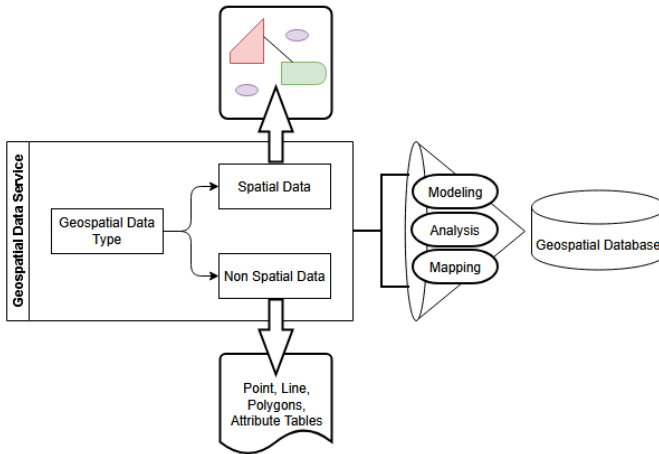 Geospatial Data Service
Geospatial Data
Type
Spatial Data
Non Spatial Data
Point, Line,
Polygons,
Attribute Tables
Modeling
Analysis
Mapping
Geospatial Database